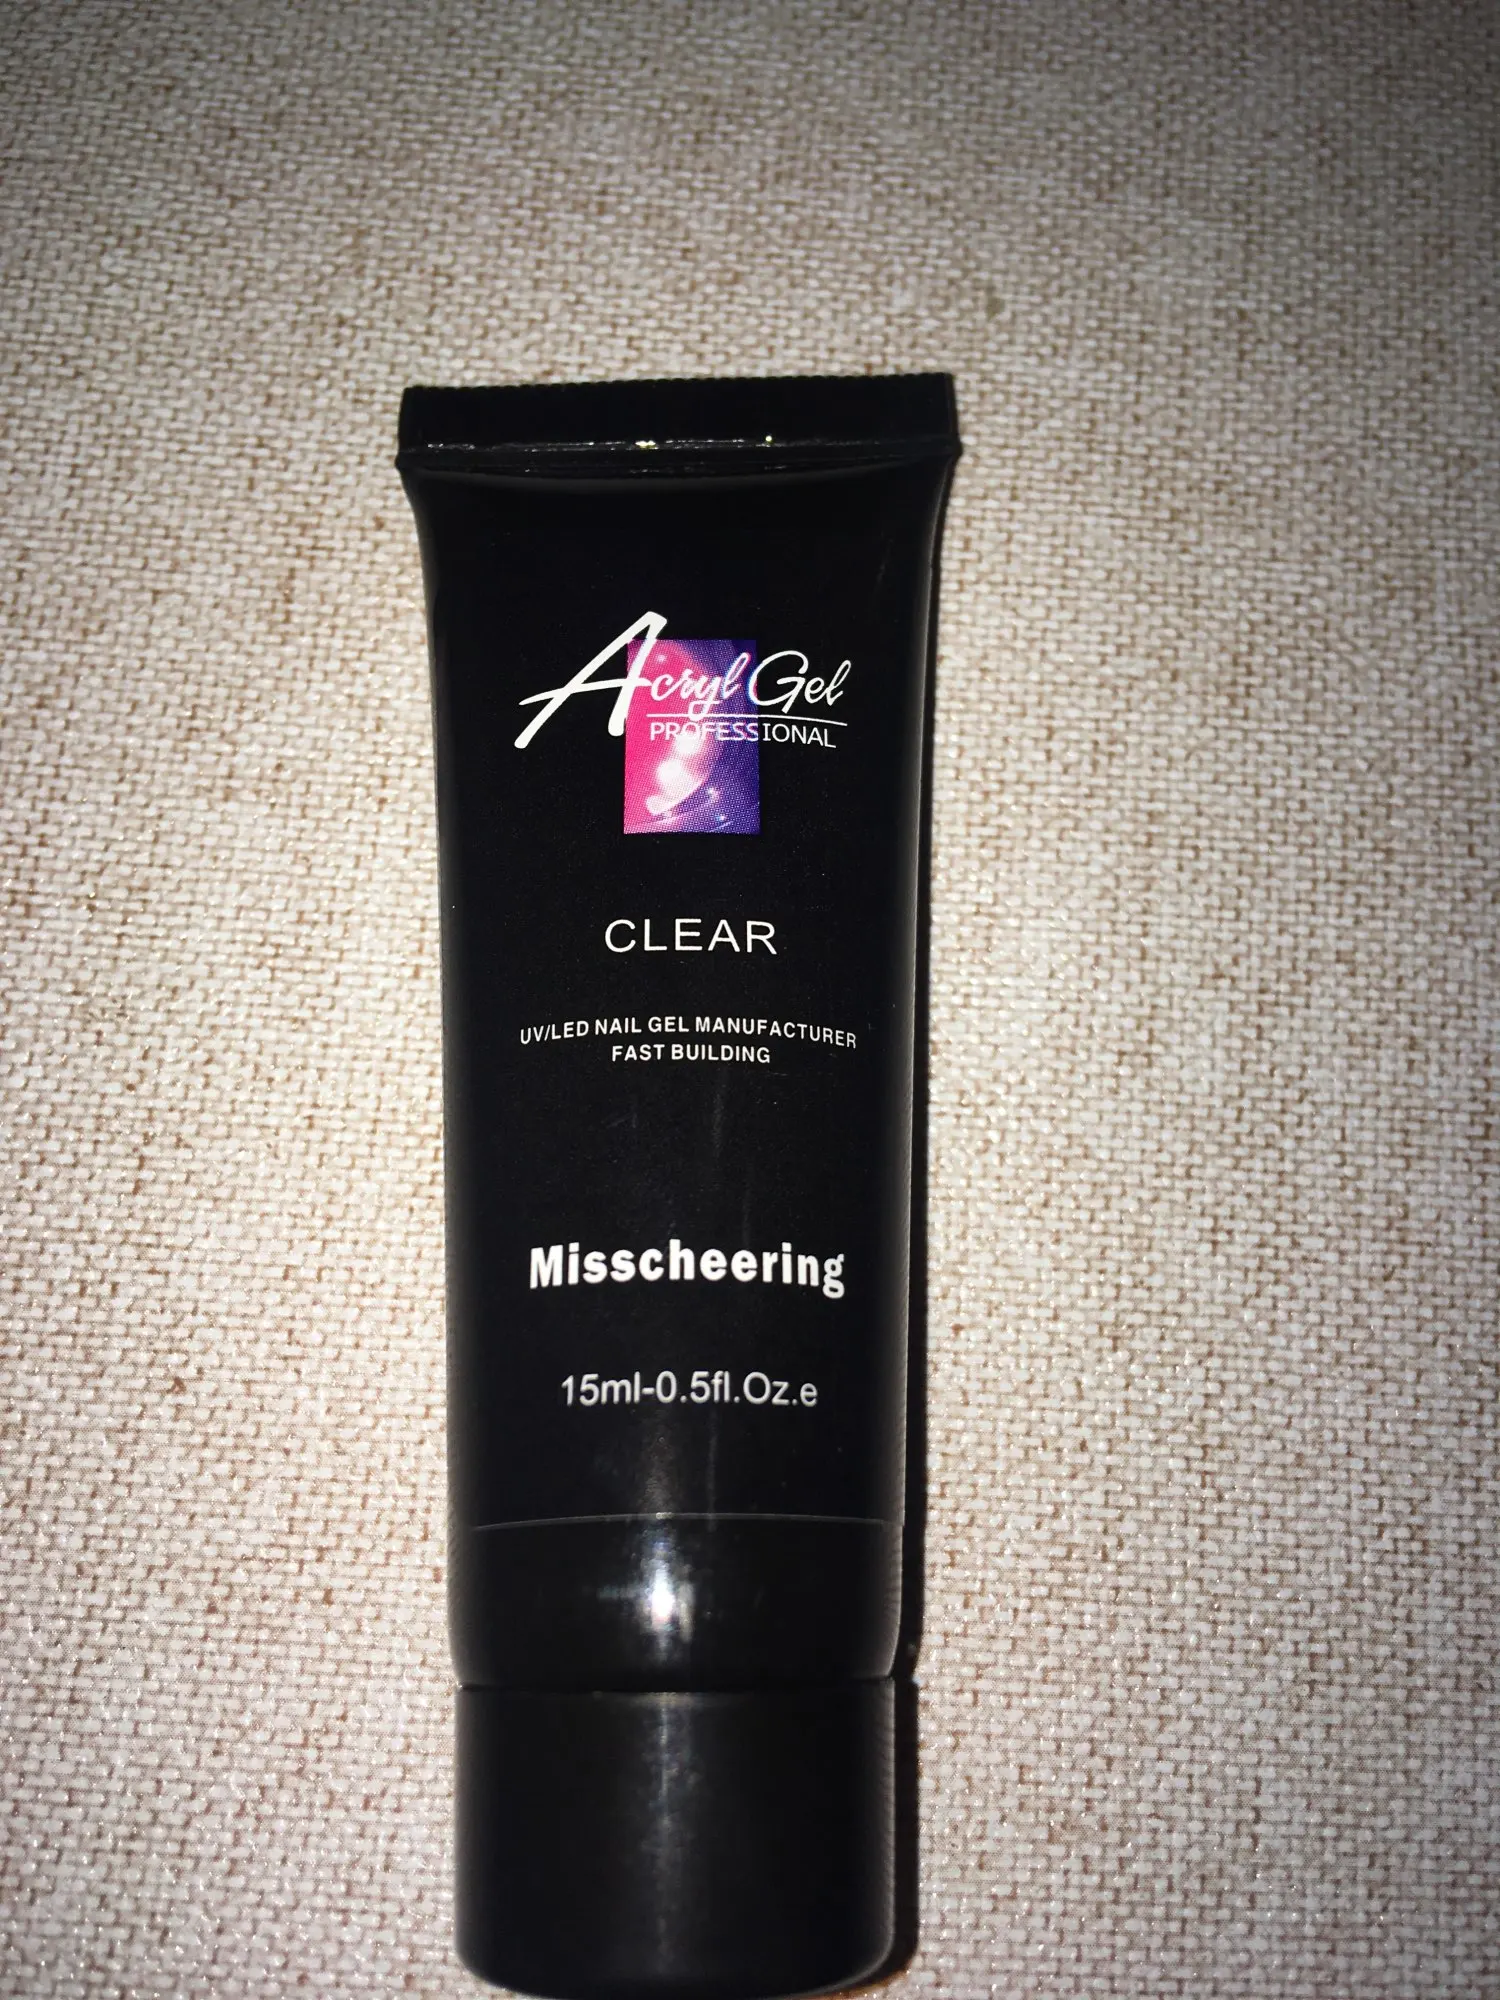 Acryl Gel
PROFESSIONAL
CLEAR
UV/LED NAIL GEL MANUFACTURER
FAST BUILDING
Misscheering
15ml-0.5fl.Oz.e